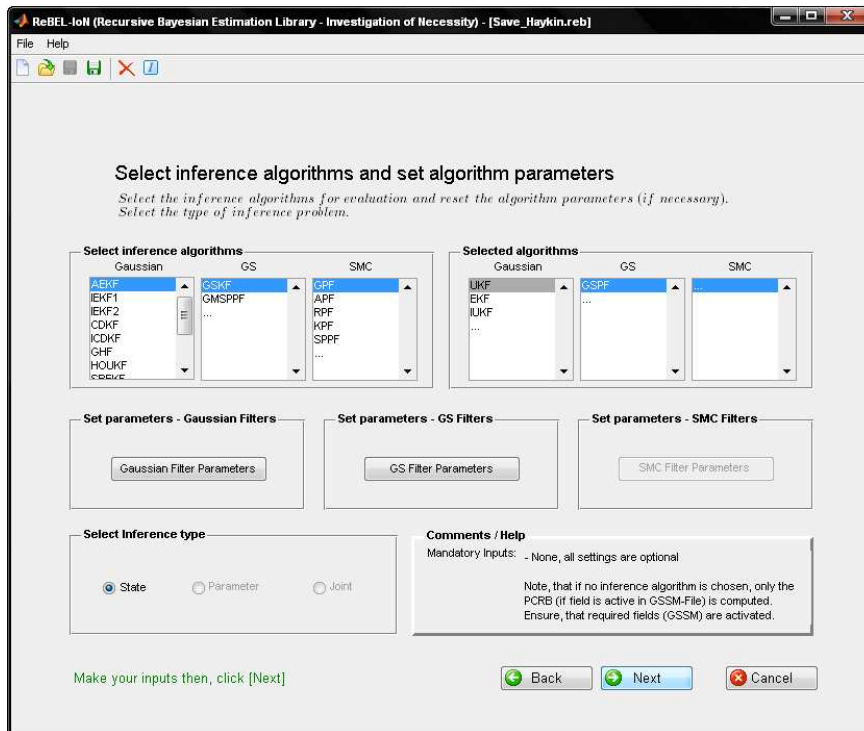 ReBEL-IoN (Recursive Bayesian Estimation Library - Investigation of Necessity) - [Save_Haykin.reb]
File Help
Select inference algorithms and set algorithm parameters
Select the inference algorithms for evaluation and reset the algorithm parameters (if necessary).
Select the type of inference problem.
Select inference algorithms
Gaussian GS SMC
AEKF
IEKF1
IEKF2
CDKF
ICDKF
GHF
HOUKF
GSKF
GMSPPF
...
GPF
APF
RPF
KPF
SPPF
...
Selected algorithms
Gaussian GS SMC
UKF
EKF
IUKF
...
GSPF
...
...
Set parameters - Gaussian Filters
Gaussian Filter Parameters
Set parameters - GS Filters
GS Filter Parameters
Set parameters - SMC Filters
SMC Filter Parameters
Select Inference type
State Parameter Joint
Comments / Help
Mandatory Inputs: - None, all settings are optional
Note, that if no inference algorithm is chosen, only the
PCRB (if field is active in GSSM-File) is computed.
Ensure, that required fields (GSSM) are activated.
Make your inputs then, click [Next]
Back Next Cancel